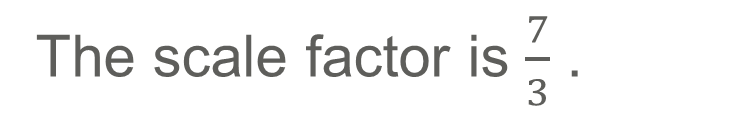 The scale factor is 7/3 .